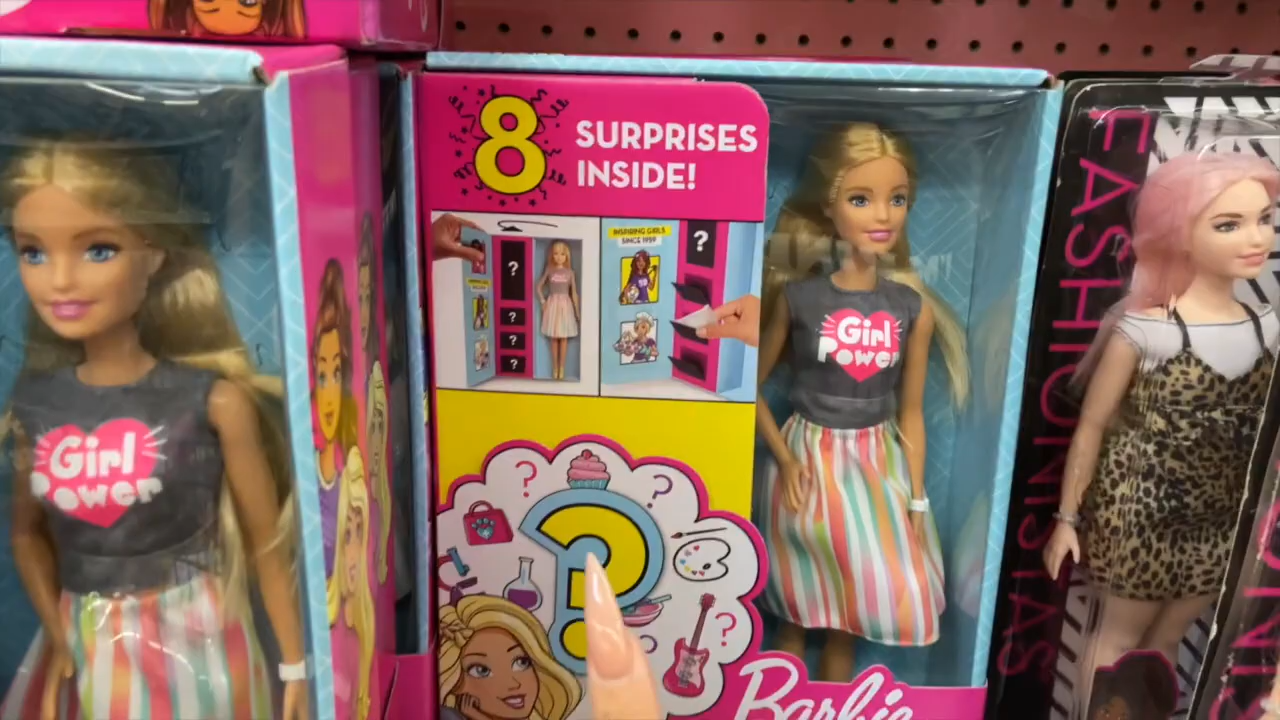 8
SURPRISES
INSIDE!
INSPIRING GIRLS
SINCE 1959
?
?
?
?
?
?
?
?
?
?
Girl
Power
Girl
Power
Barbie
FASHIONISTAS